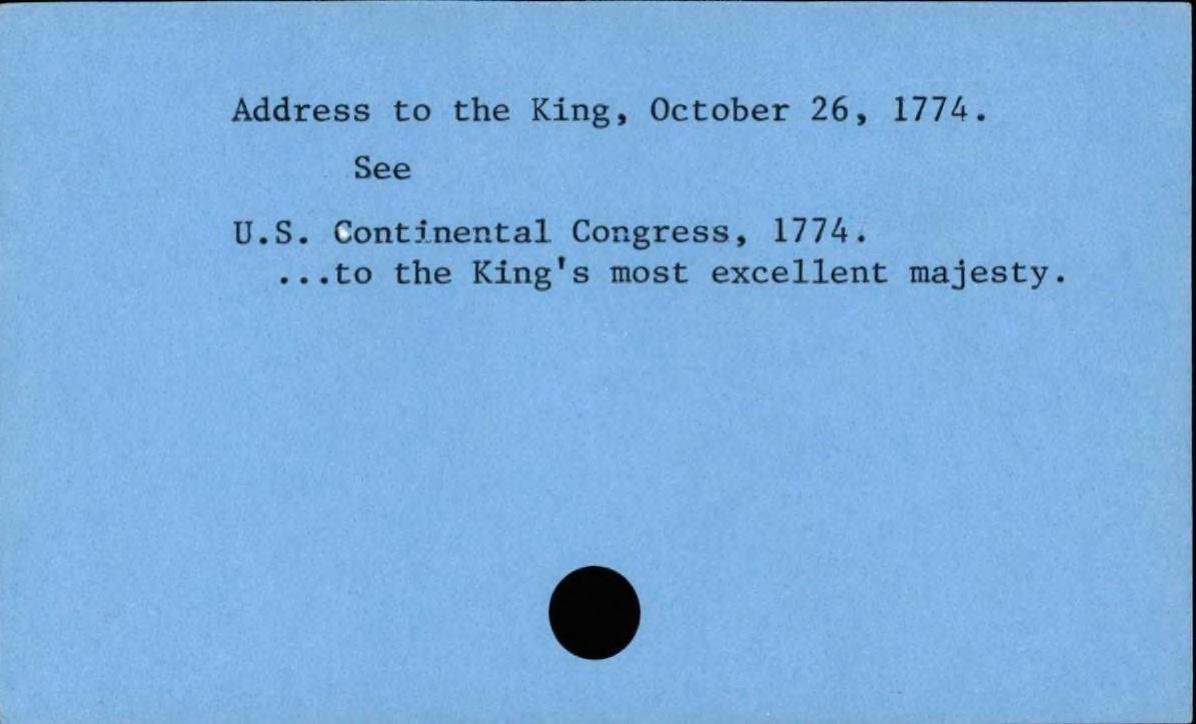 Address to the King, October 26, 1774.
See
U.S. Continental Congress, 1774.
...to the King's most excellent majesty.